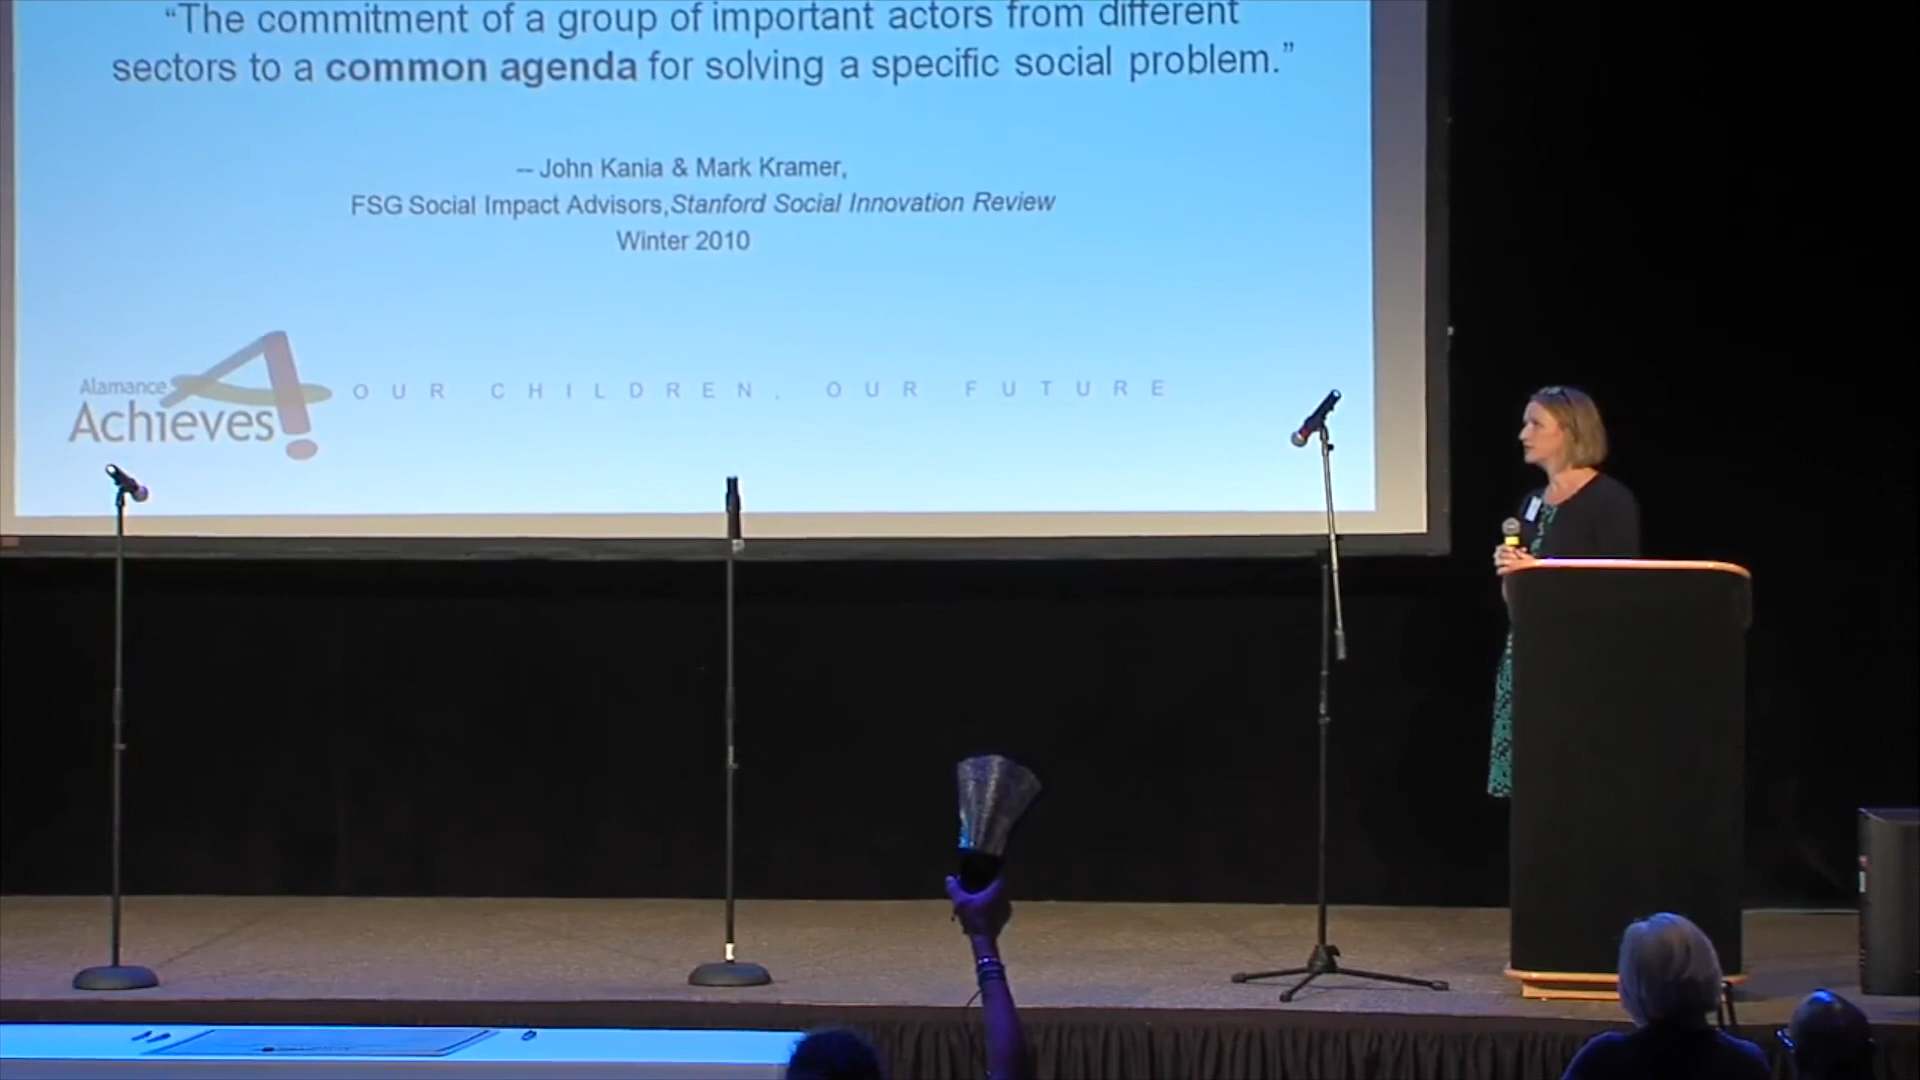 “The commitment of a group of important actors from different
sectors to a common agenda for solving a specific social problem.”
-- John Kania & Mark Kramer,
FSG Social Impact Advisors, Stanford Social Innovation Review
Winter 2010
Alamance
Achieves
OUR CHILDREN, OUR FUTURE